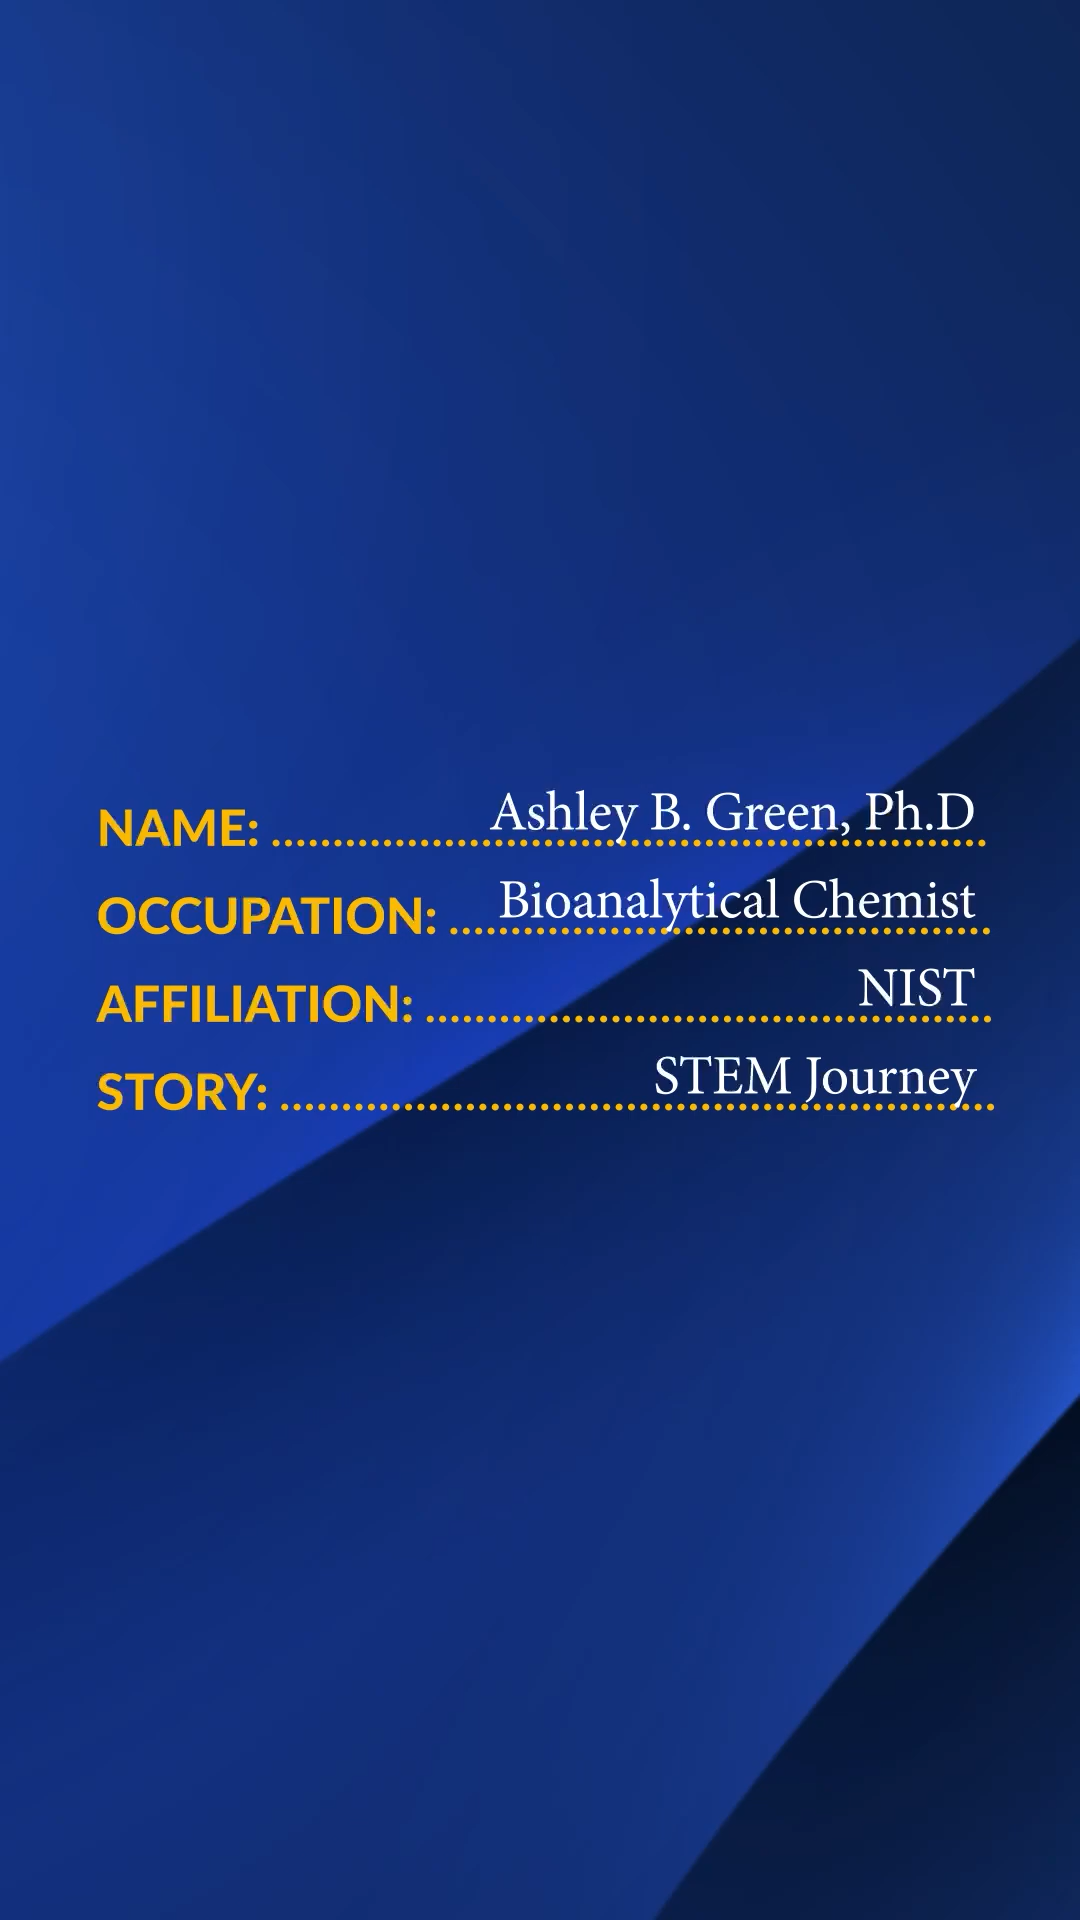 NAME: Ashley B. Green, Ph.D
OCCUPATION: Bioanalytical Chemist
AFFILIATION: NIST
STORY: STEM Journey